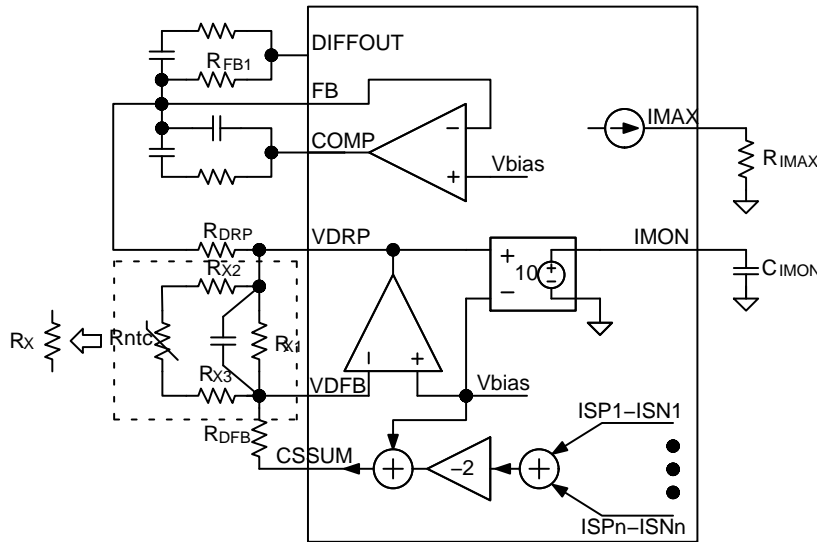 DIFFOUT
RFB1
FB
COMP
IMAX
RIMAX
Vbias
RDRP
VDRP
IMON
CIMON
10
RX2
RX
Rntc
RX1
RX3
VDFB
Vbias
RDFB
CSSUM
-2
ISP1-ISN1
ISPn-ISNn